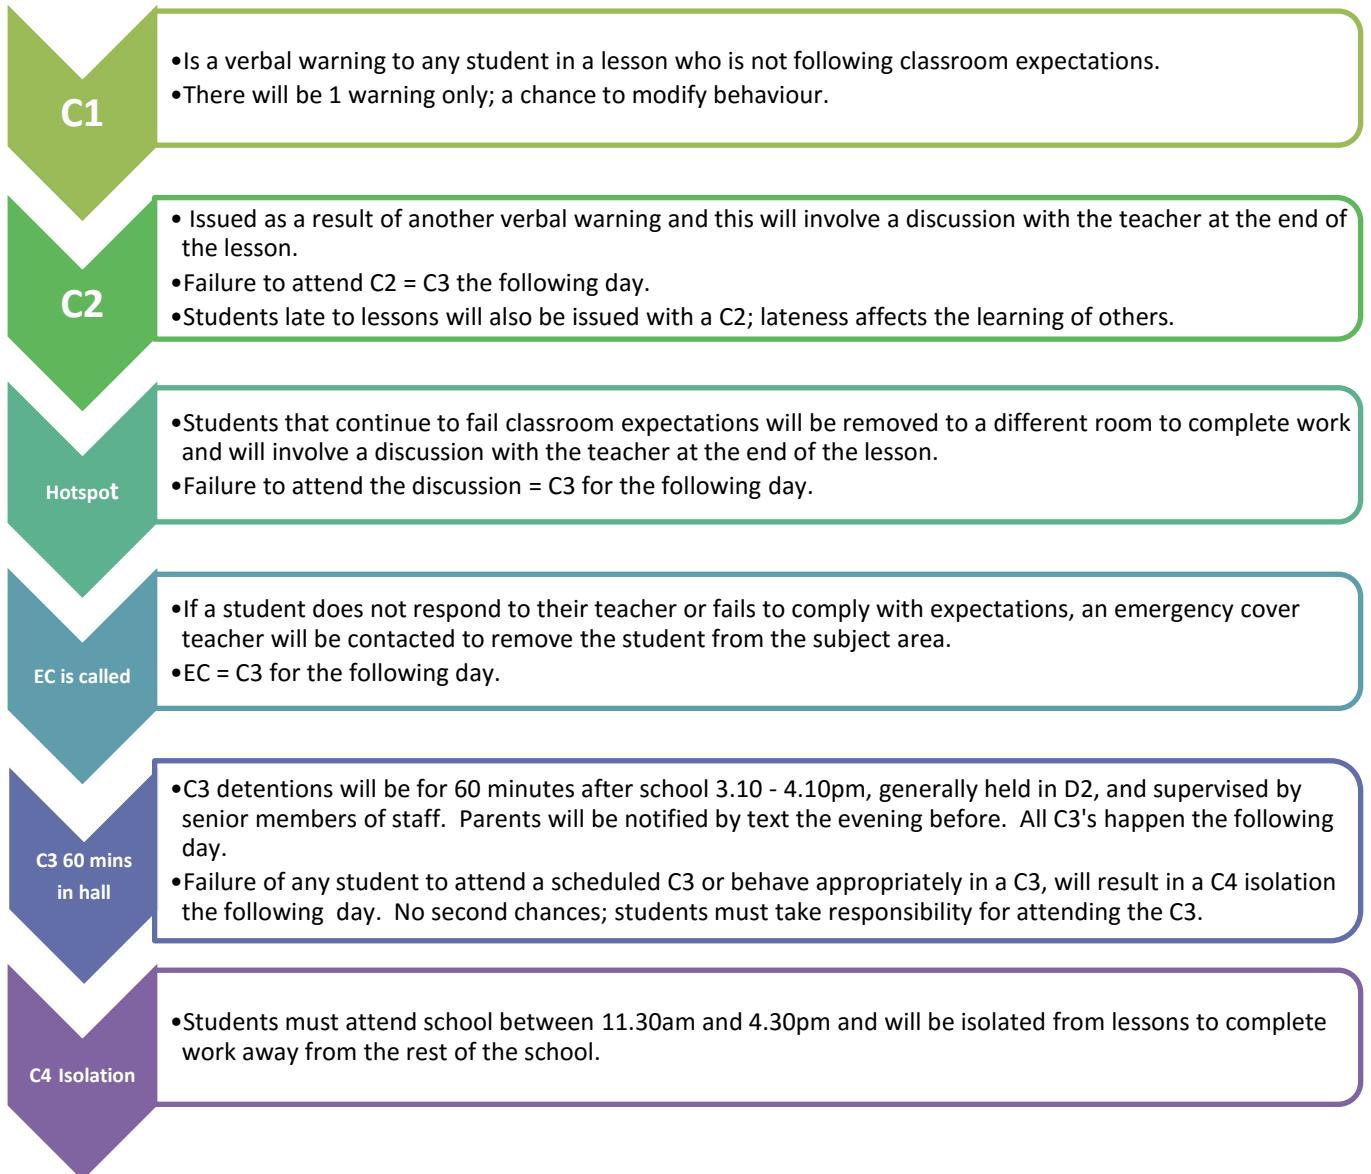 C1
•Is a verbal warning to any student in a lesson who is not following classroom expectations.
•There will be 1 warning only; a chance to modify behaviour.
C2
• Issued as a result of another verbal warning and this will involve a discussion with the teacher at the end of
the lesson.
•Failure to attend C2 = C3 the following day.
•Students late to lessons will also be issued with a C2; lateness affects the learning of others.
Hotspot
•Students that continue to fail classroom expectations will be removed to a different room to complete work
and will involve a discussion with the teacher at the end of the lesson.
•Failure to attend the discussion = C3 for the following day.
EC is called
•If a student does not respond to their teacher or fails to comply with expectations, an emergency cover
teacher will be contacted to remove the student from the subject area.
•EC = C3 for the following day.
C3 60 mins
in hall
•C3 detentions will be for 60 minutes after school 3.10 - 4.10pm, generally held in D2, and supervised by
senior members of staff.  Parents will be notified by text the evening before.  All C3's happen the following
day.
•Failure of any student to attend a scheduled C3 or behave appropriately in a C3, will result in a C4 isolation
the following  day.  No second chances; students must take responsibility for attending the C3.
C4 Isolation
•Students must attend school between 11.30am and 4.30pm and will be isolated from lessons to complete
work away from the rest of the school.